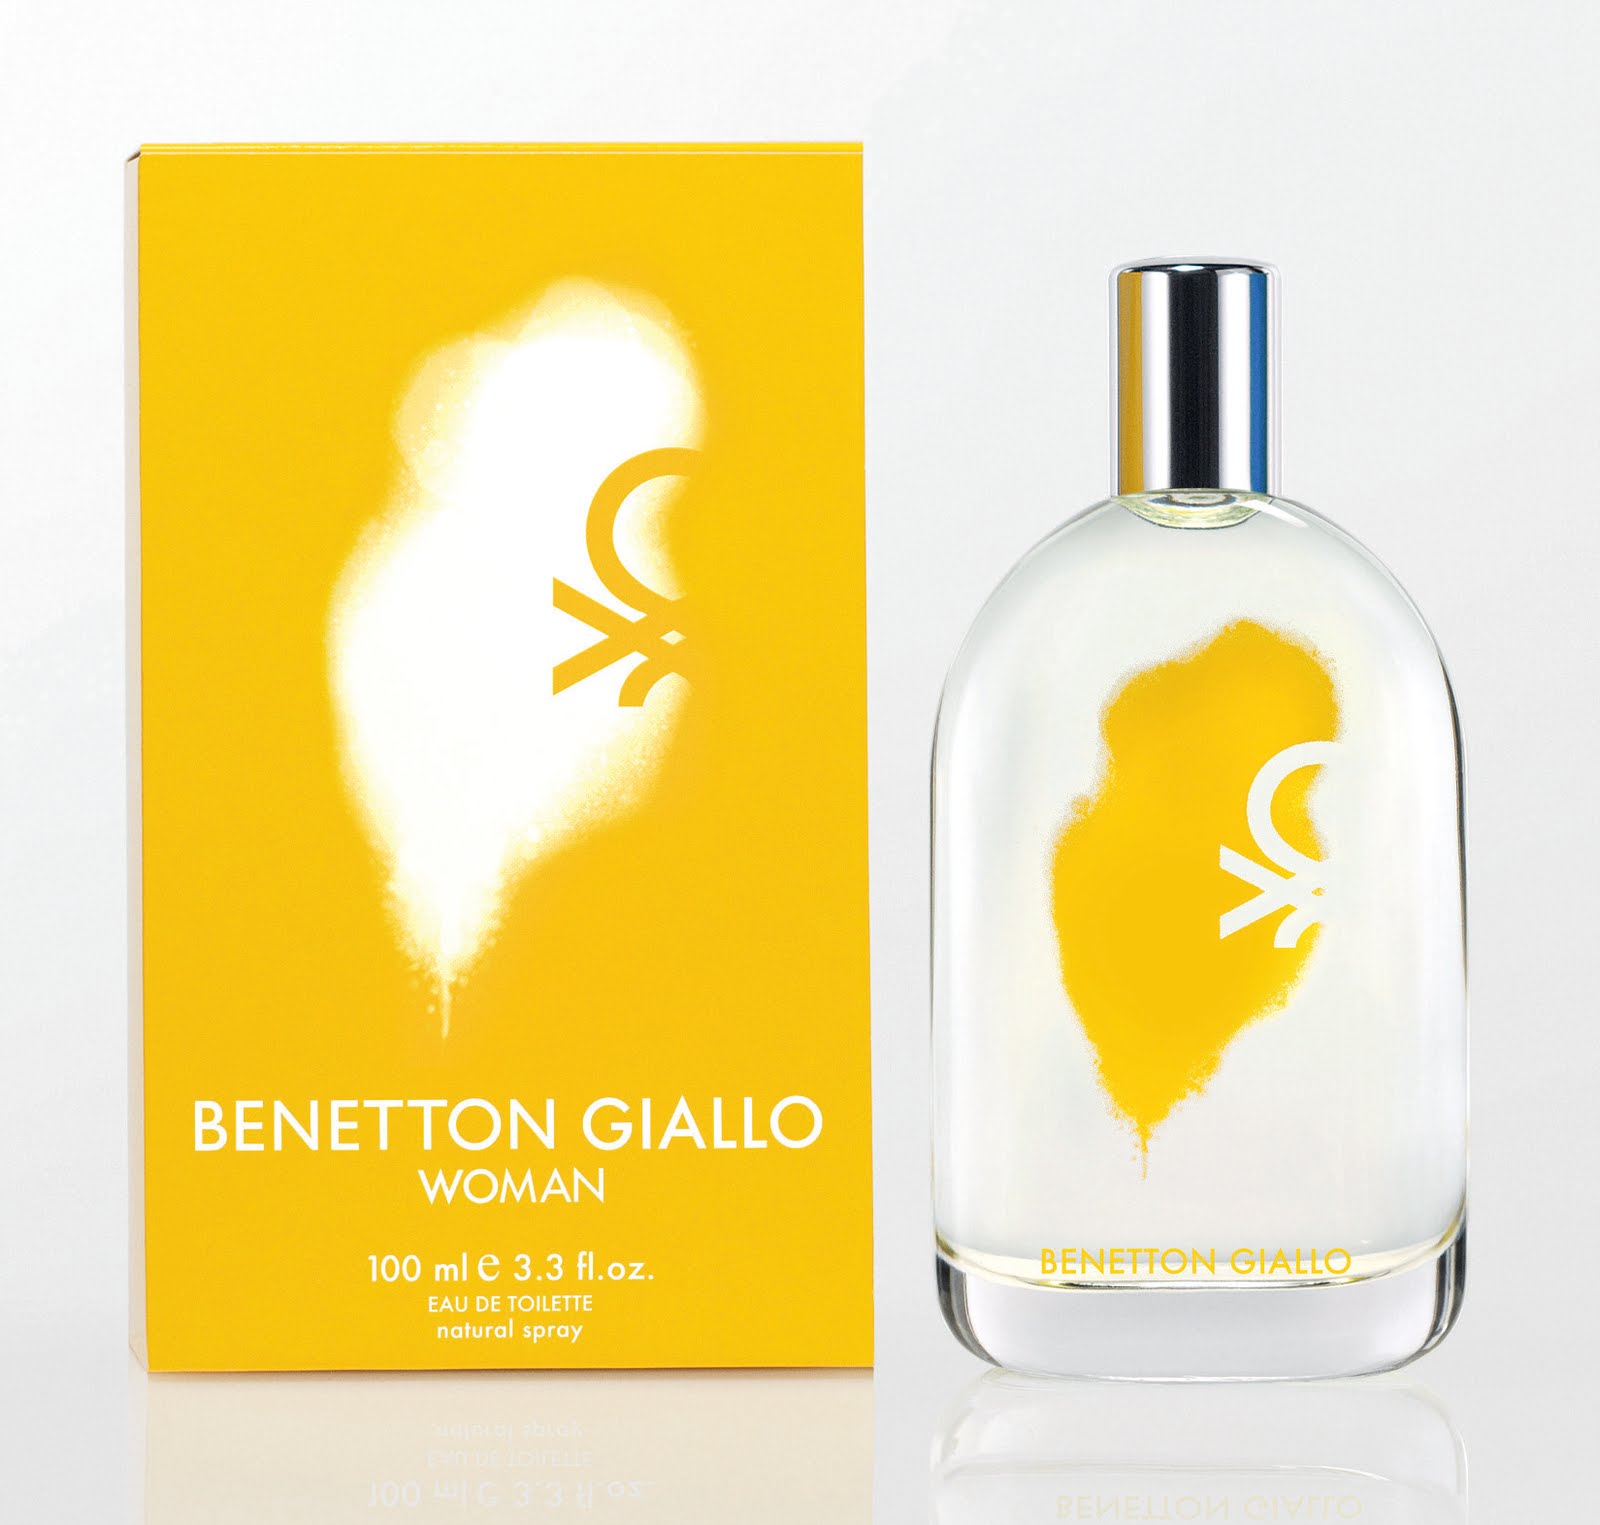 BENETTON GIALLO
WOMAN
100 ml ℮ 3.3 fl.oz.
EAU DE TOILETTE
natural spray
BENETTON GIALLO